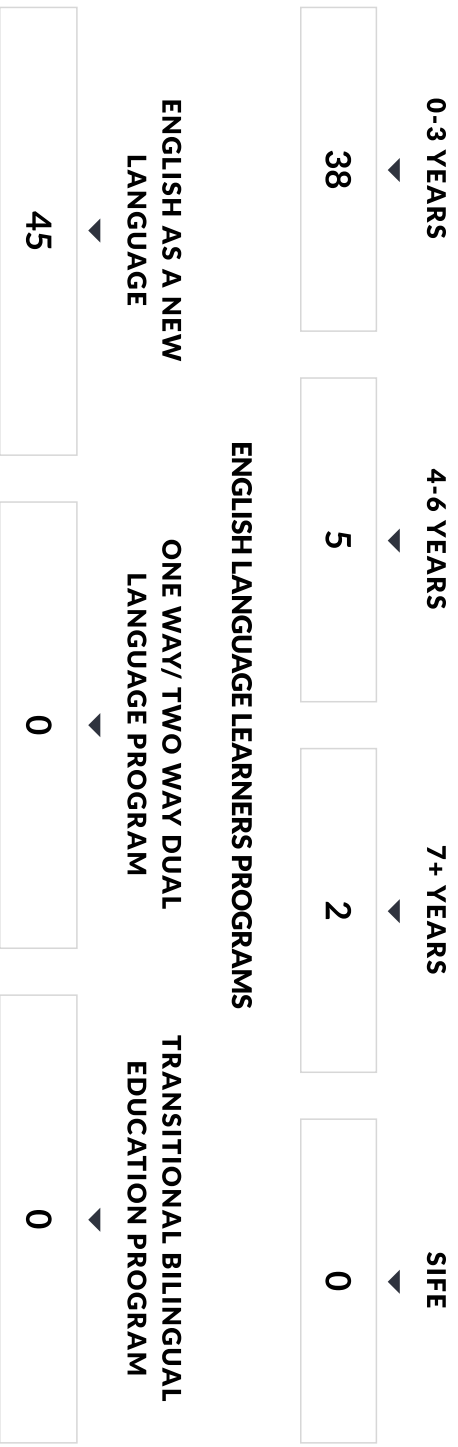 0-3 YEARS
4-6 YEARS
7+ YEARS
SIFE
38
5
2
0
ENGLISH LANGUAGE LEARNERS PROGRAMS
ENGLISH AS A NEW
LANGUAGE
ONE WAY/ TWO WAY DUAL
LANGUAGE PROGRAM
TRANSITIONAL BILINGUAL
EDUCATION PROGRAM
45
0
0